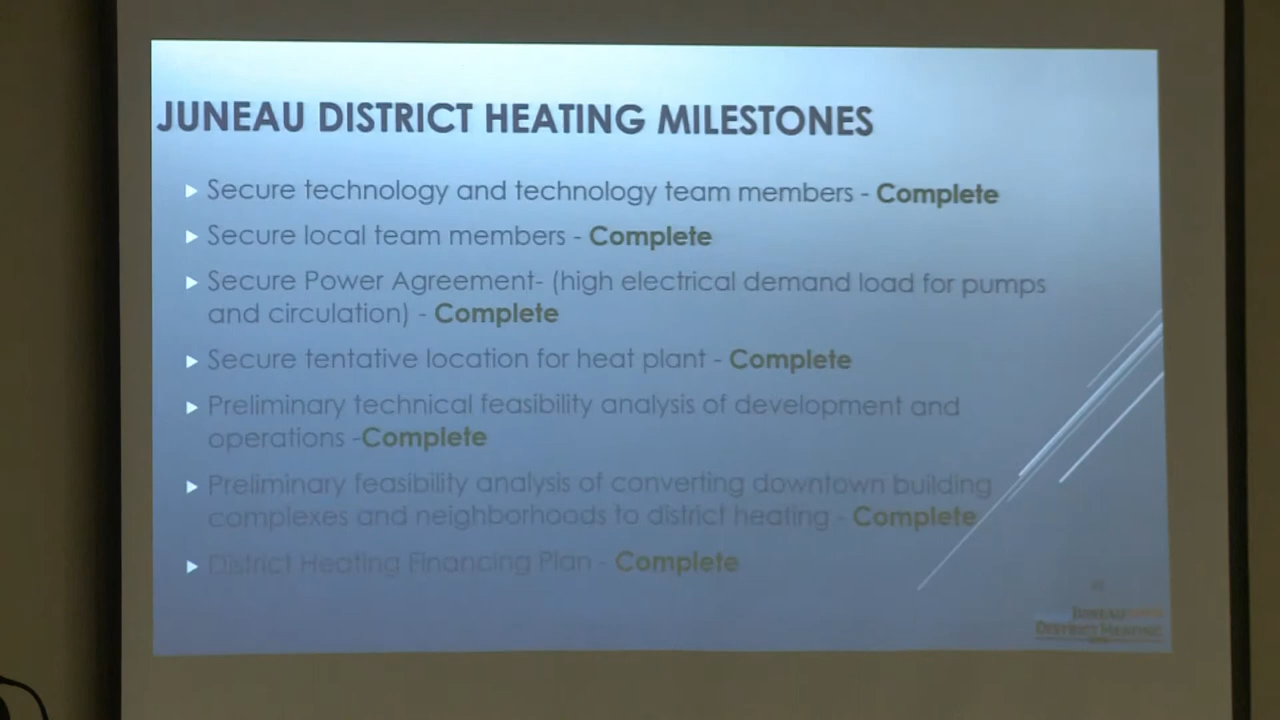 JUNEAU DISTRICT HEATING MILESTONES
Secure technology and technology team members - Complete
Secure local team members - Complete
Secure Power Agreement- (high electrical demand load for pumps
and circulation) - Complete
Secure tentative location for heat plant - Complete
Preliminary technical feasibility analysis of development and
operations -Complete
Preliminary feasibility analysis of converting downtown building
complexes and neighborhoods to district heating - Complete
District Heating Financing Plan - Complete
JUNEAU
DISTRICT HEATING